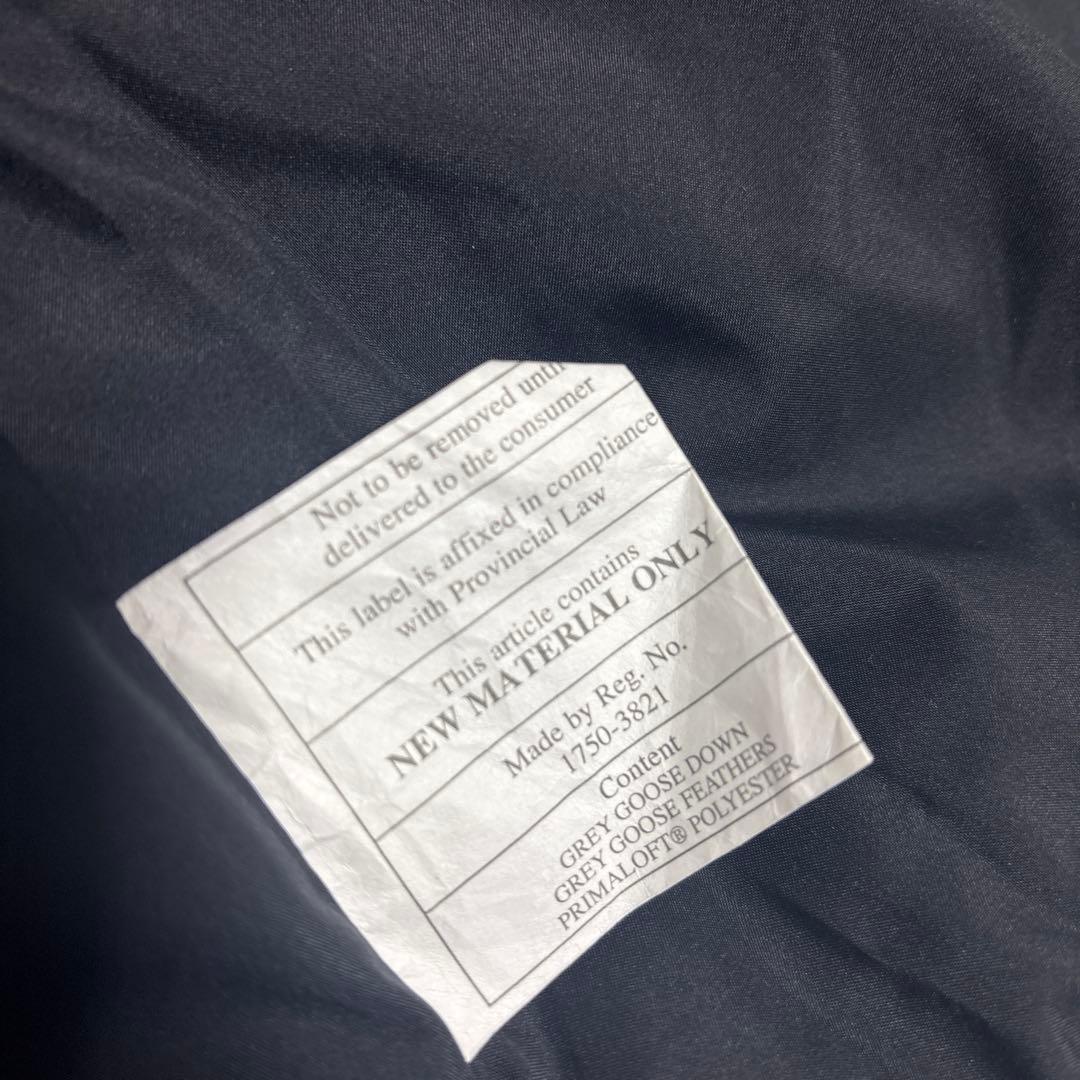 Not to be removed until
delivered to the consumer
This label is affixed in compliance
with Provincial Law
This article contains
NEW MATERIAL ONLY
Made by Reg. No.
1750-3821
Content
GREY GOOSE DOWN
GREY GOOSE FEATHERS
PRIMALOFT® POLYESTER